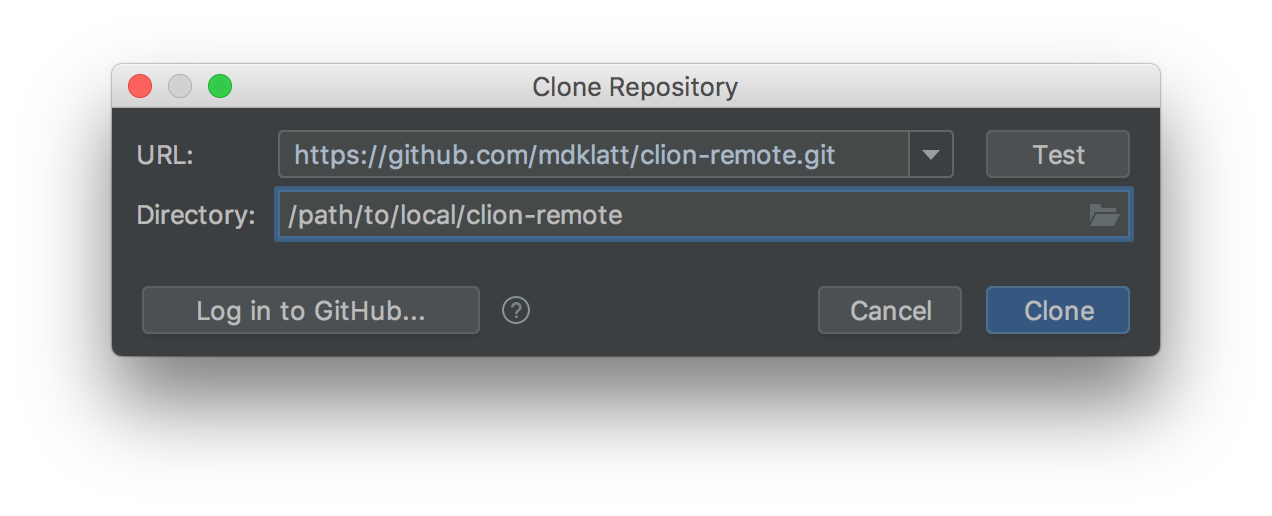 Clone Repository
URL: https://github.com/mdklatt/clion-remote.git Test
Directory: /path/to/local/clion-remote
Log in to GitHub... ? Cancel Clone